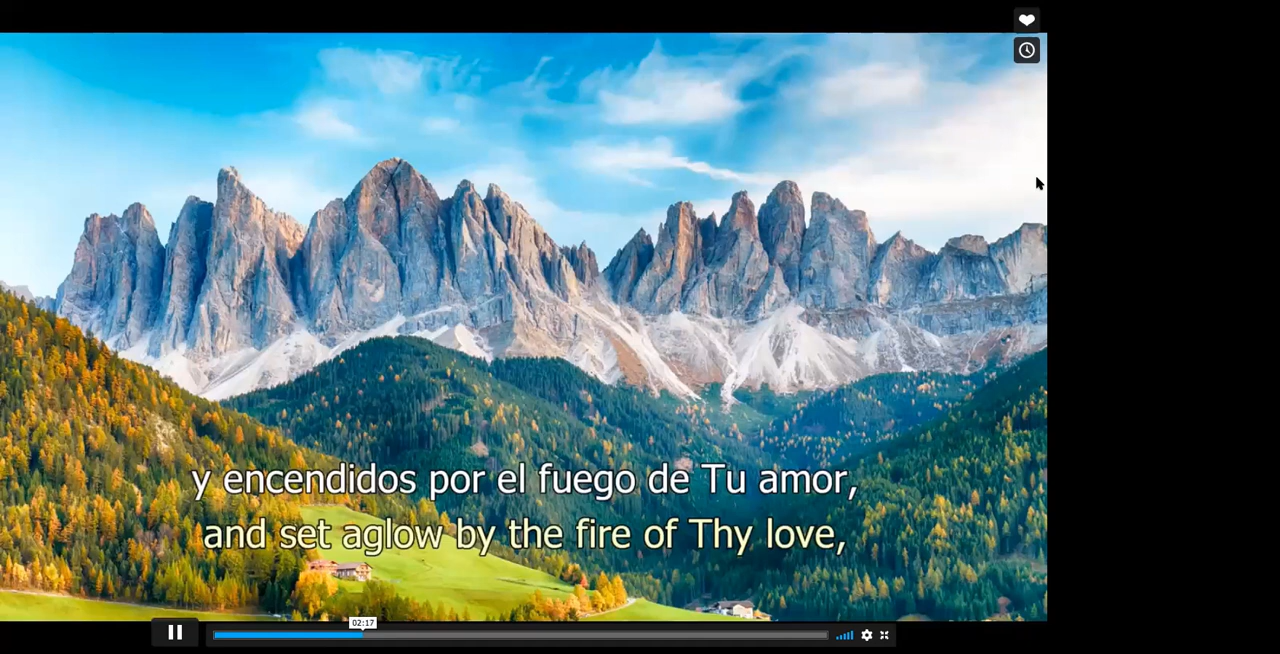 y encendidos por el fuego de Tu amor,
and set aglow by the fire of Thy love,
02:17